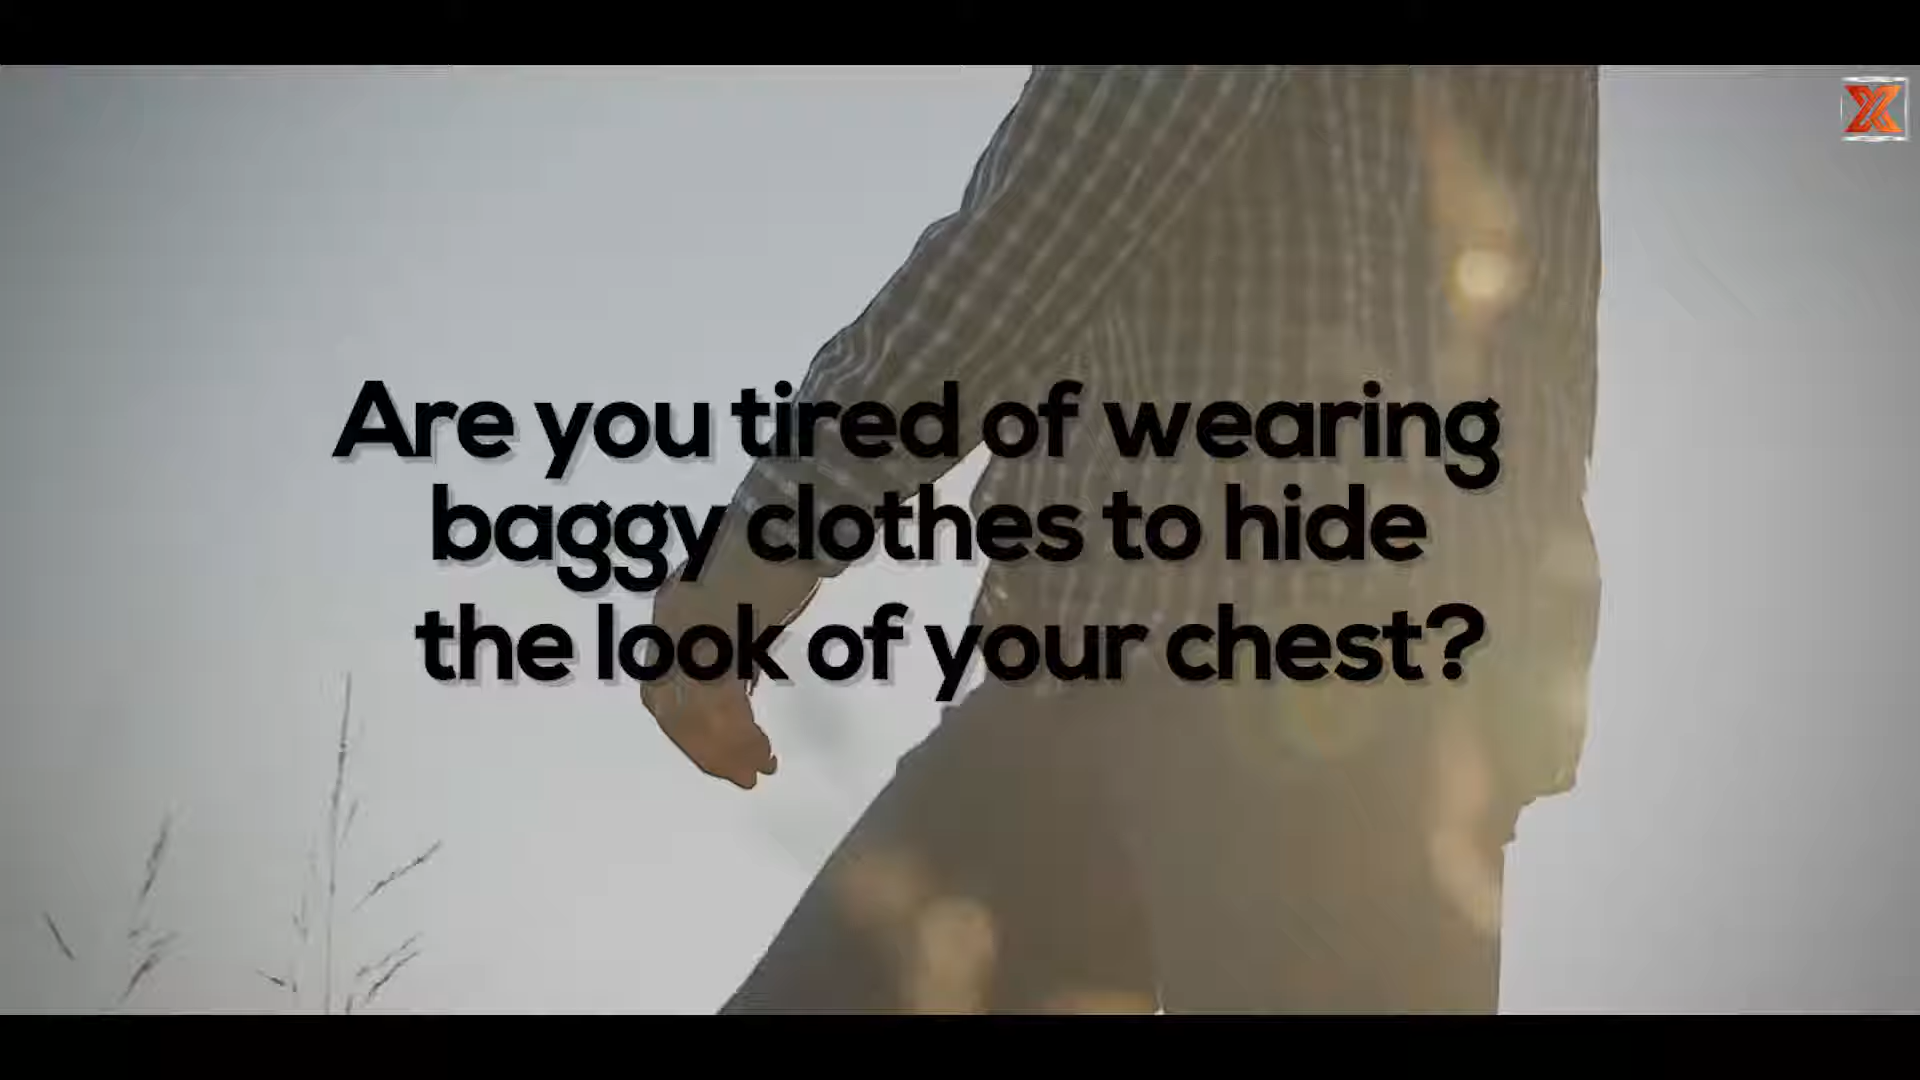 Are you tired of wearing
baggy clothes to hide
the look of your chest?
X